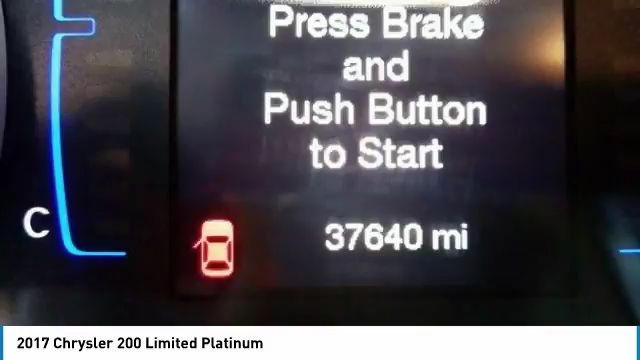 Press Brake
and
Push Button
to Start
C
37640 mi
2017 Chrysler 200 Limited Platinum